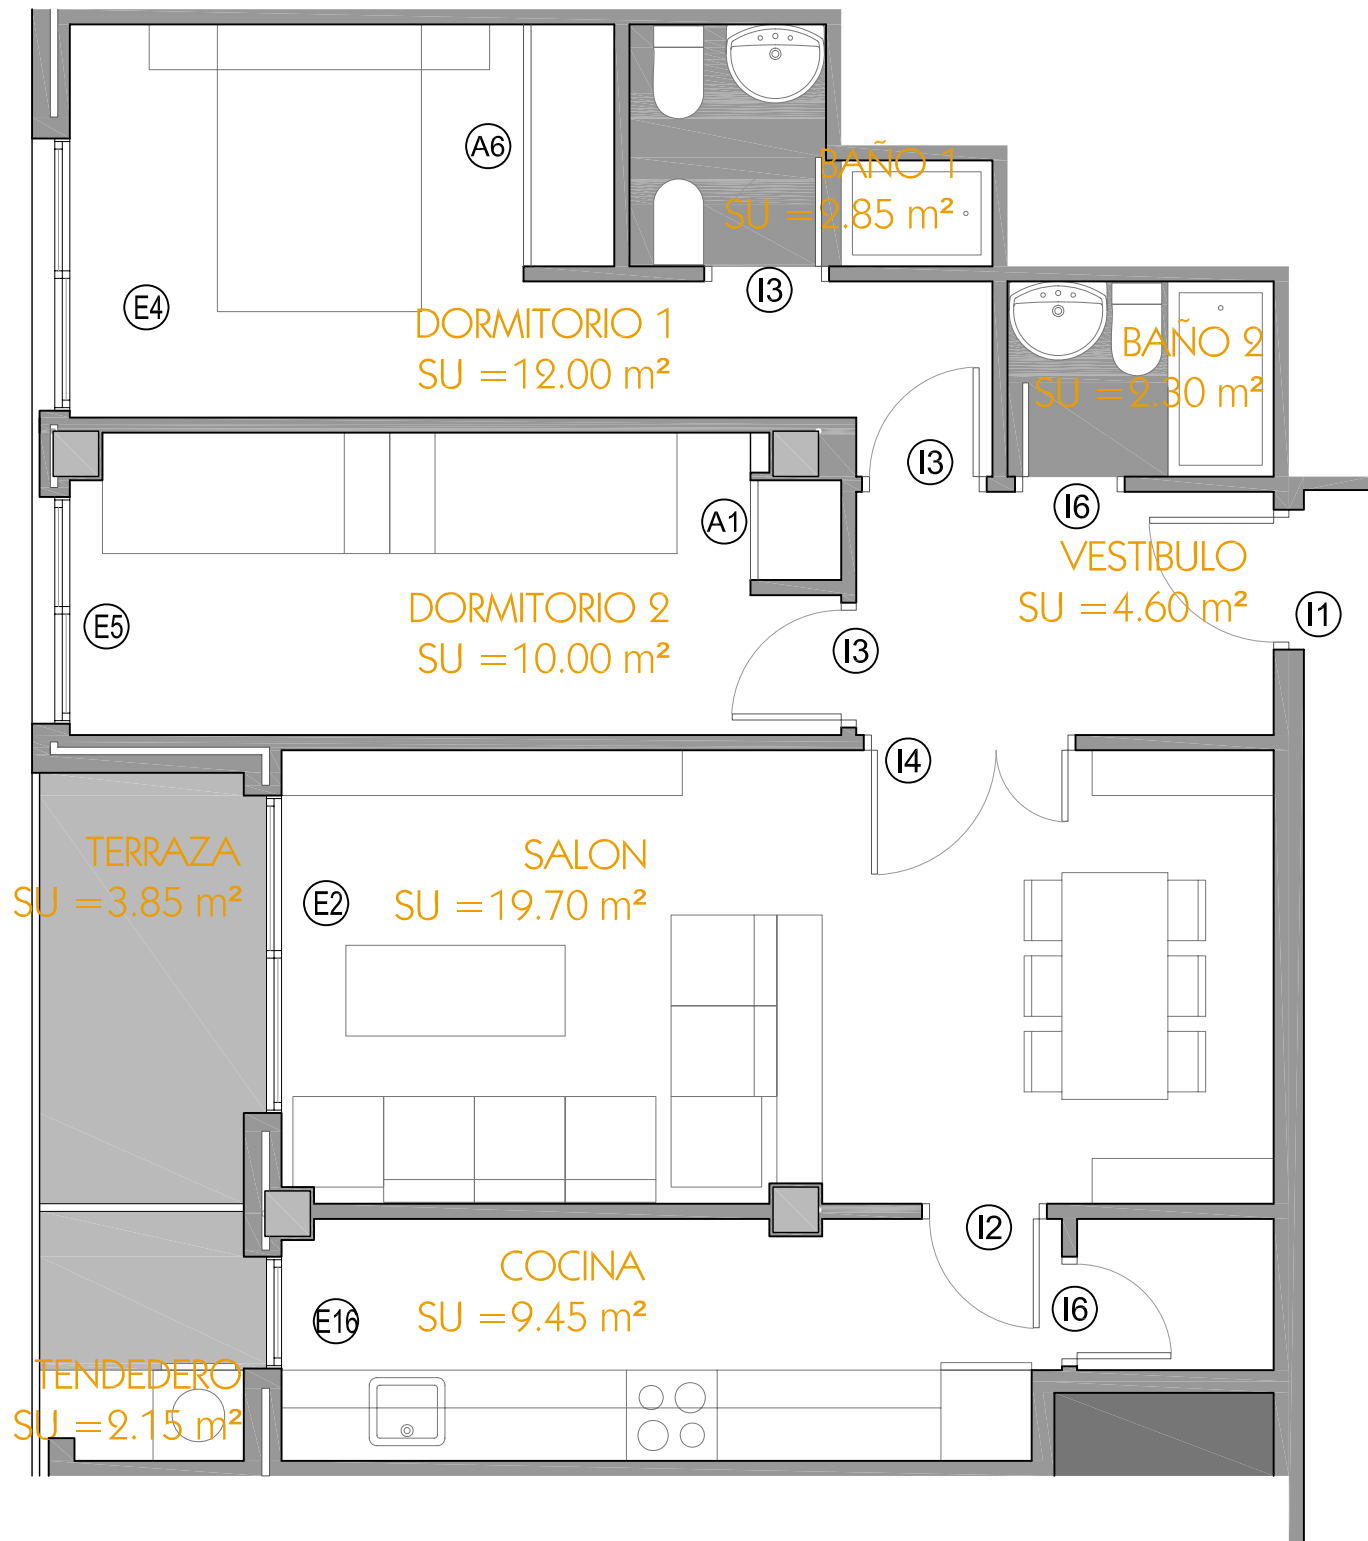 A6
BAÑO 1
SU = 2.85 m²
I3
E4
DORMITORIO 1
SU = 12.00 m²
BAÑO 2
SU = 2.30 m²
I3
I6
A1
VESTIBULO
SU = 4.60 m²
I1
E5
DORMITORIO 2
SU = 10.00 m²
I3
I4
TERRAZA
SU = 3.85 m²
E2
SALON
SU = 19.70 m²
I2
COCINA
SU = 9.45 m²
E16
I6
TENDEDERO
SU = 2.15 m²